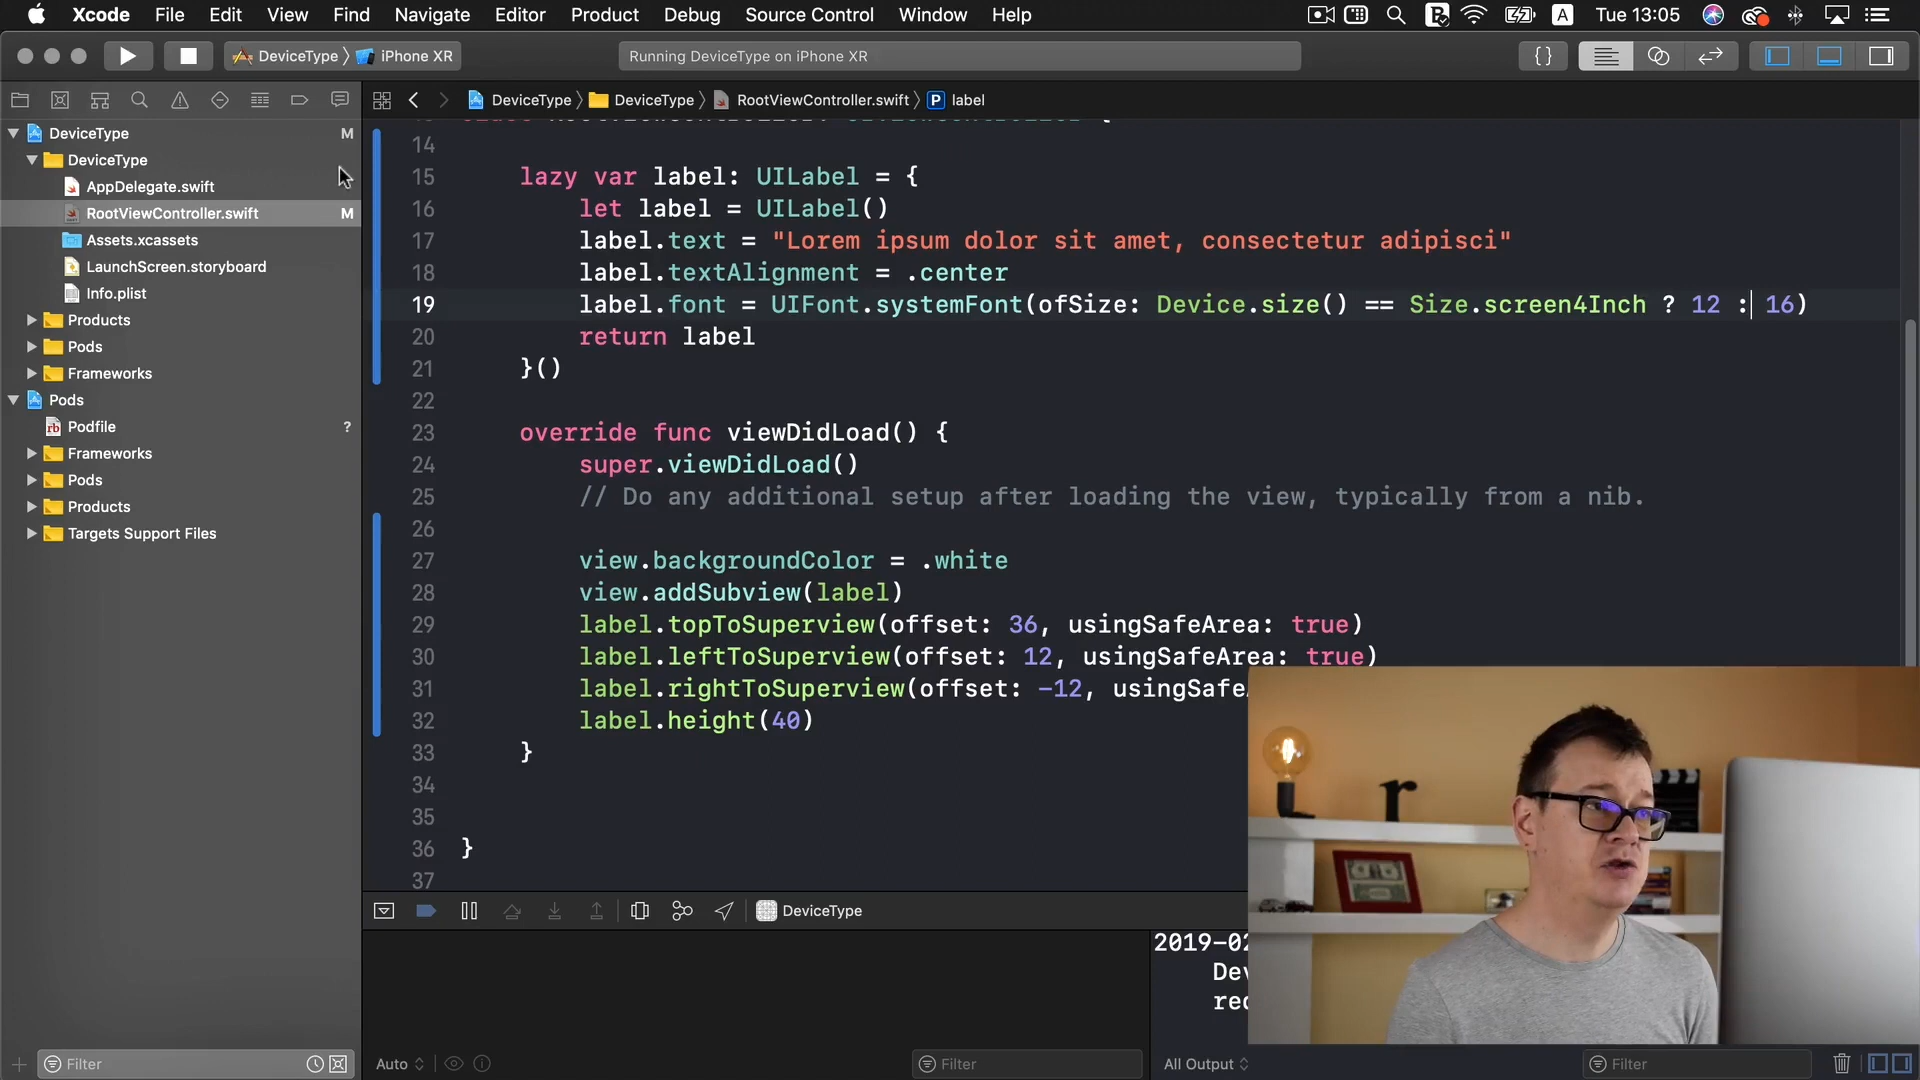 Xcode File Edit View Find Navigate Editor Product Debug Source Control Window Help A Tue 13:05
DeviceType iPhone XR Running DeviceType on iPhone XR {}
DeviceType DeviceType RootViewController.swift P label
DeviceType M
DeviceType
AppDelegate.swift
RootViewController.swift M
Assets.xcassets
LaunchScreen.storyboard
Info.plist
Products
Pods
Frameworks
Pods
Podfile ?
Frameworks
Pods
Products
Targets Support Files
Filter
14
15 lazy var label: UILabel = {
16 let label = UILabel()
17 label.text = "Lorem ipsum dolor sit amet, consectetur adipisci"
18 label.textAlignment = .center
19 label.font = UIFont.systemFont(ofSize: Device.size() == Size.screen4Inch ? 12 : 16)
20 return label
21 }()
22
23 override func viewDidLoad() {
24 super.viewDidLoad()
25 // Do any additional setup after loading the view, typically from a nib.
26
27 view.backgroundColor = .white
28 view.addSubview(label)
29 label.topToSuperview(offset: 36, usingSafeArea: true)
30 label.leftToSuperview(offset: 12, usingSafeArea: true)
31 label.rightToSuperview(offset: -12, usingSafe
32 label.height(40)
33 }
34
35
36 }
37
DeviceType
2019-02
Dev
Auto Filter All Output Filter